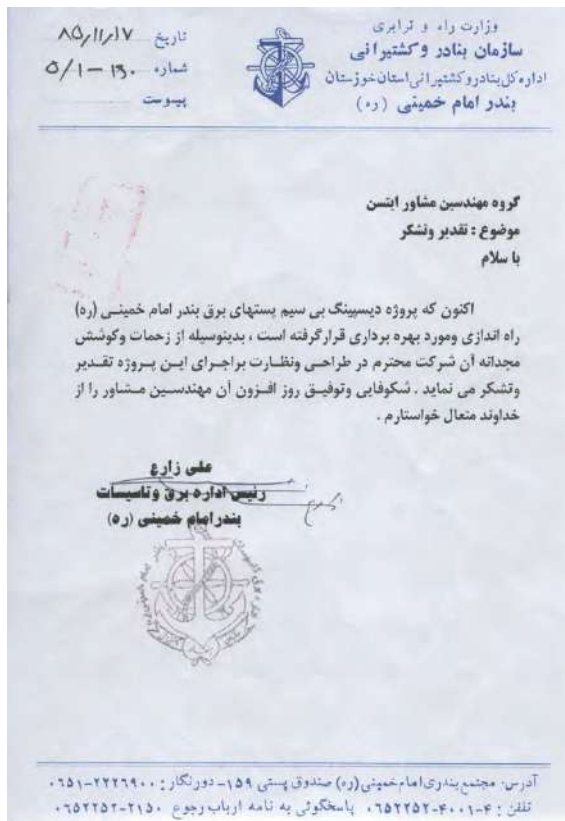 وزارت راه و ترابری
سازمان بنادر و کشتیرانی
اداره کل بنادر و کشتیرانی استان خوزستان
بندر امام خمینی (ره)
تاریخ ۸۵/۱۱/۱۷
شماره ۵/۱-۱۳۰
پیوست
گروه مهندسین مشاور ایتسن
موضوع : تقدیر وتشکر
با سلام
اکنون که پروژه دیسپینگ بی سیم پستهای برق بندر امام خمینی (ره)
راه اندازی ومورد بهره برداری قرارگرفته است ، بدینوسیله از زحمات وکوشش
مجدانه آن شرکت محترم در طراحی ونظارت براجرای این پروژه تقدیر
وتشکر می نماید . شکوفایی وتوفیق روز افزون آن مهندسین مشاور را از
خداوند متعال خواستارم .
علی زارع
رئیس اداره برق وتاسیسات
بندرامام خمینی (ره)
آدرس: مجتمع بندری امام خمینی (ره) صندوق پستی ۱۵۹- دورنگار : ۲۲۲۶۹۰۰-۰۶۵۱
تلفن : ۴-۴۰۰۱-۰۶۵۲۲۵۲ پاسخگوئی به نامه ارباب رجوع ۲۱۵۰-۰۶۵۲۲۵۲